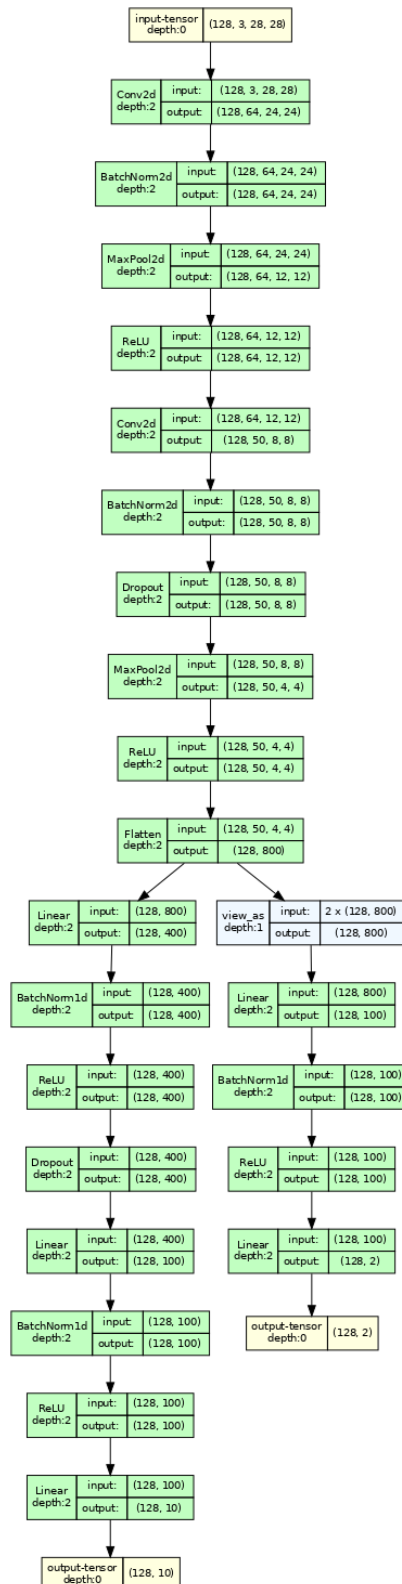 input-tensor
depth:0
(128, 3, 28, 28)
Conv2d
depth:2
input:
(128, 3, 28, 28)
output:
(128, 64, 24, 24)
BatchNorm2d
depth:2
input:
(128, 64, 24, 24)
output:
(128, 64, 24, 24)
MaxPool2d
depth:2
input:
(128, 64, 24, 24)
output:
(128, 64, 12, 12)
ReLU
depth:2
input:
(128, 64, 12, 12)
output:
(128, 64, 12, 12)
Conv2d
depth:2
input:
(128, 64, 12, 12)
output:
(128, 50, 8, 8)
BatchNorm2d
depth:2
input:
(128, 50, 8, 8)
output:
(128, 50, 8, 8)
Dropout
depth:2
input:
(128, 50, 8, 8)
output:
(128, 50, 8, 8)
MaxPool2d
depth:2
input:
(128, 50, 8, 8)
output:
(128, 50, 4, 4)
ReLU
depth:2
input:
(128, 50, 4, 4)
output:
(128, 50, 4, 4)
Flatten
depth:2
input:
(128, 50, 4, 4)
output:
(128, 800)
Linear
depth:2
input:
(128, 800)
output:
(128, 400)
BatchNorm1d
depth:2
input:
(128, 400)
output:
(128, 400)
ReLU
depth:2
input:
(128, 400)
output:
(128, 400)
Dropout
depth:2
input:
(128, 400)
output:
(128, 400)
Linear
depth:2
input:
(128, 400)
output:
(128, 100)
BatchNorm1d
depth:2
input:
(128, 100)
output:
(128, 100)
ReLU
depth:2
input:
(128, 100)
output:
(128, 100)
Linear
depth:2
input:
(128, 100)
output:
(128, 10)
output-tensor
depth:0
(128, 10)
view_as
depth:1
input:
2 x (128, 800)
output:
(128, 800)
Linear
depth:2
input:
(128, 800)
output:
(128, 100)
BatchNorm1d
depth:2
input:
(128, 100)
output:
(128, 100)
ReLU
depth:2
input:
(128, 100)
output:
(128, 100)
Linear
depth:2
input:
(128, 100)
output:
(128, 2)
output-tensor
depth:0
(128, 2)